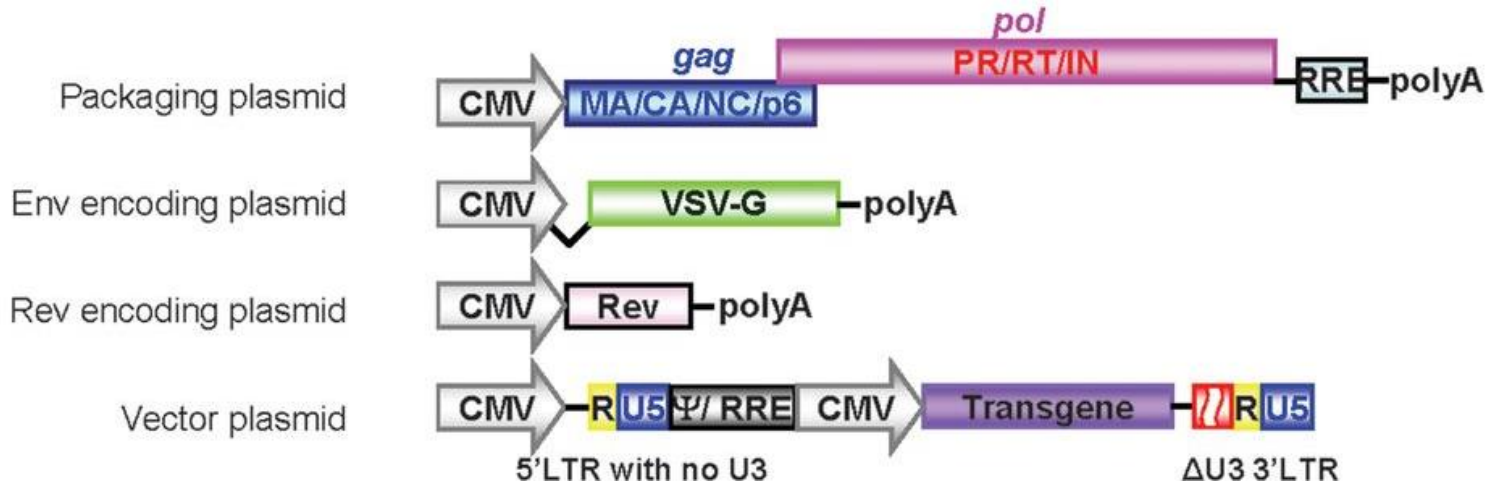 pol
gag
PR/RT/IN
Packaging plasmid CMV MA/CA/NC/p6 RRE polyA
Env encoding plasmid CMV VSV-G polyA
Rev encoding plasmid CMV Rev polyA
Vector plasmid CMV R U5 Ψ/ RRE CMV Transgene R U5
5'LTR with no U3 ΔU3 3'LTR